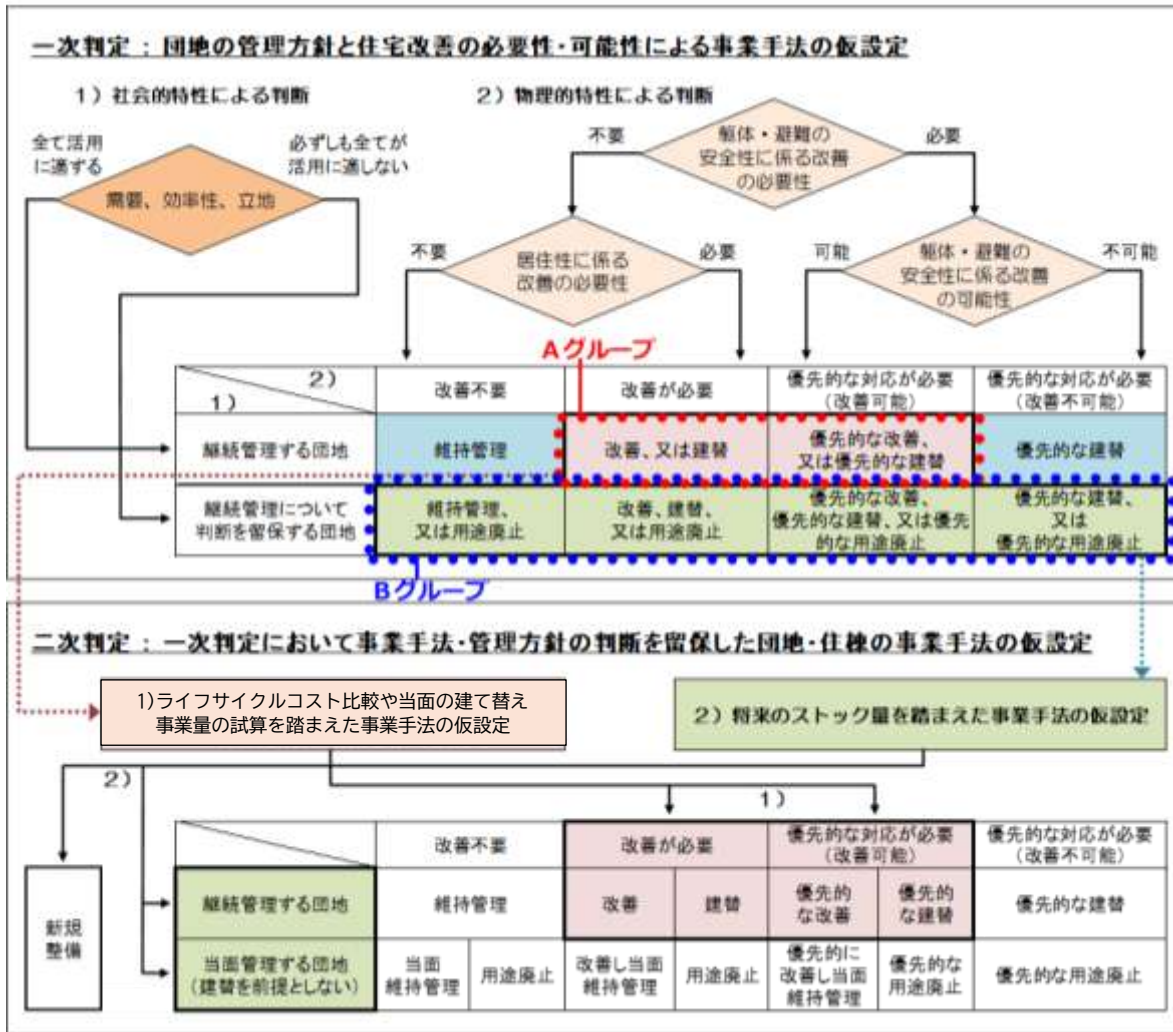 一次判定 : 団地の管理方針と住宅改善の必要性・可能性による事業手法の仮設定
1）社会的特性による判断
2）物理的特性による判断
全て活用
に適する
必ずしも全てが
活用に適しない
需要、効率性、立地
不要
躯体・避難の
安全性に係る改善
の必要性
必要
不要
居住性に係る
改善の必要性
必要
可能
躯体・避難の
安全性に係る改善
の可能性
不可能
Aグループ
2）
1）
改善不要
改善が必要
優先的な対応が必要
（改善可能）
優先的な対応が必要
（改善不可能）
継続管理する団地
維持管理
改善、又は建替
優先的な改善、
又は優先的な建替
優先的な建替
継続管理について
判断を留保する団地
維持管理、
又は用途廃止
改善、建替、
又は用途廃止
優先的な改善、
優先的な建替、又は優先
的な用途廃止
優先的な建替、
又は
優先的な用途廃止
Bグループ
二次判定 : 一次判定において事業手法・管理方針の判断を留保した団地・住棟の事業手法の仮設定
1)ライフサイクルコスト比較や当面の建て替え
事業量の試算を踏まえた事業手法の仮設定
2）将来のストック量を踏まえた事業手法の仮設定
2）
1）
新規
整備
改善不要
改善が必要
優先的な対応が必要
（改善可能）
優先的な対応が必要
（改善不可能）
継続管理する団地
維持管理
改善
建替
優先的
な改善
優先的
な建替
優先的な建替
当面管理する団地
（建替を前提としない）
当面
維持管理
用途廃止
改善し当面
維持管理
用途廃止
優先的に
改善し当面
維持管理
優先的な
用途廃止
優先的な用途廃止